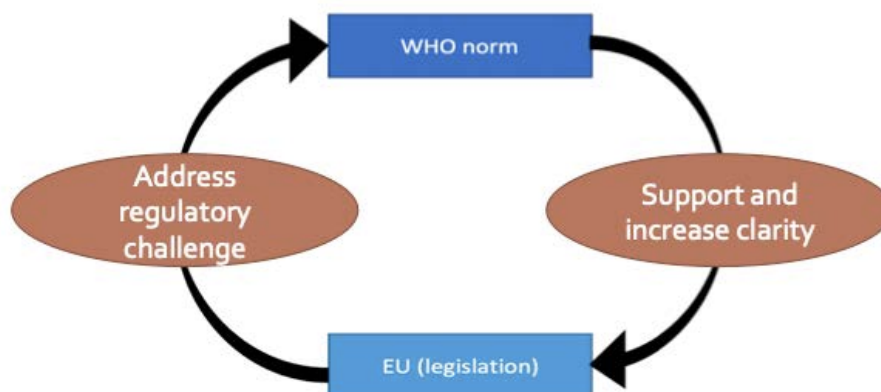 WHO norm
Address
regulatory
challenge
Support and
increase clarity
EU (legislation)